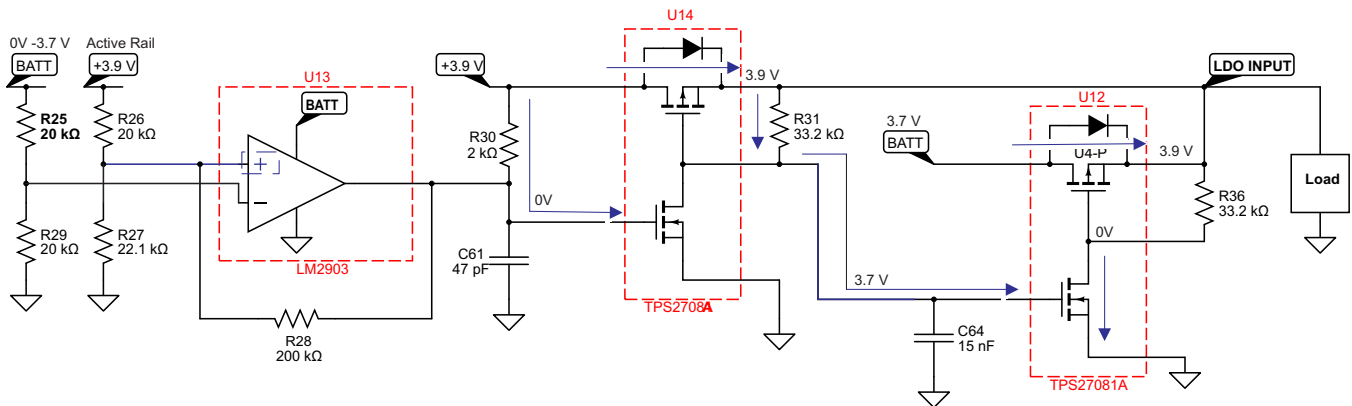 0V -3.7 V
BATT
Active Rail
+3.9 V
R25
20 kΩ
R26
20 kΩ
R29
20 kΩ
R27
22.1 kΩ
U13
BATT
+
−
LM2903
R28
200 kΩ
+3.9 V
R30
2 kΩ
C61
47 pF
0V
U14
TPS27081A
3.9 V
R31
33.2 kΩ
3.7 V
C64
15 nF
3.7 V
BATT
U12
U4-P
0V
TPS27081A
3.9 V
LDO INPUT
R36
33.2 kΩ
Load